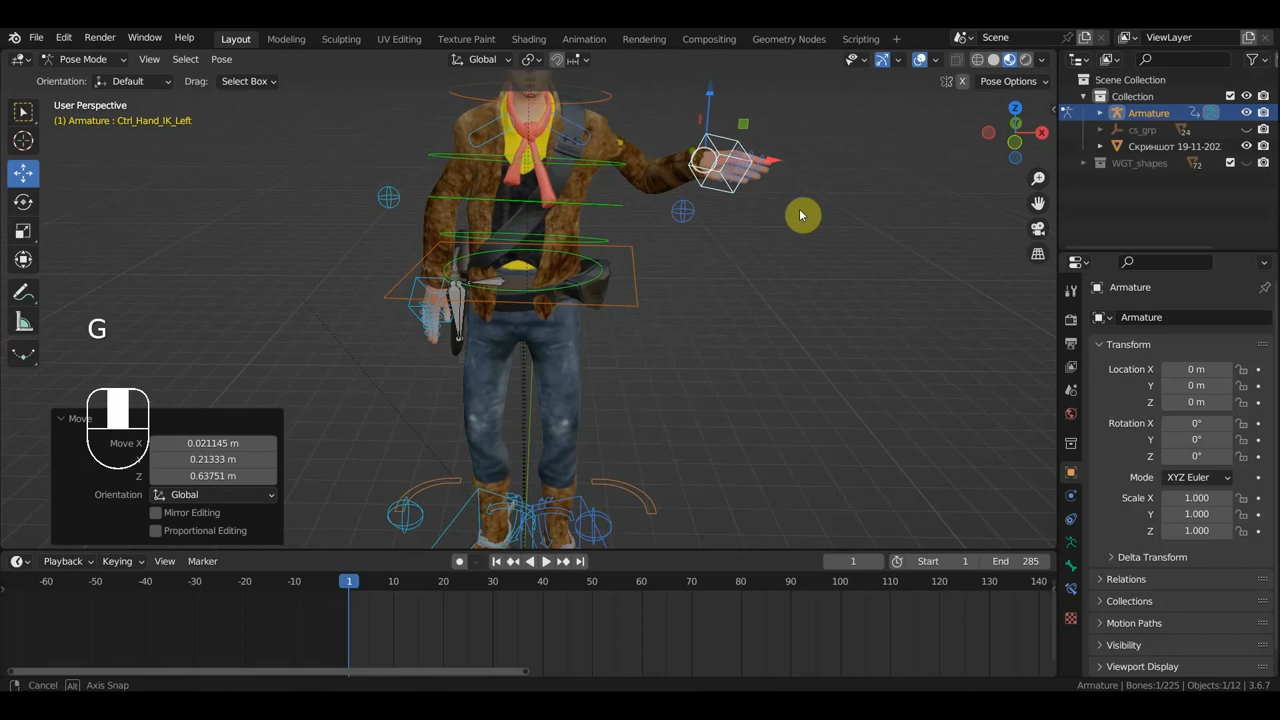 File Edit Render Window Help Layout Modeling Sculpting UV Editing Texture Paint Shading Animation Rendering Compositing Geometry Nodes Scripting + Scene ViewLayer
Pose Mode View Select Pose Global
Orientation: Default Drag: Select Box X Pose Options
Scene Collection
User Perspective
(1) Armature : Ctrl_Hand_IK_Left
Collection
Armature
cs_grp 24
Скриншот 19-11-202
WGT_shapes 72
Z
Y
X
Armature
Armature
Transform
Location X 0 m
Y 0 m
Z 0 m
Rotation X 0°
Y 0°
Z 0°
Mode XYZ Euler
Scale X 1.000
Y 1.000
Z 1.000
Delta Transform
Relations
Collections
Motion Paths
Visibility
Viewport Display
G
Move
Move X 0.021145 m
0.21333 m
Z 0.63751 m
Orientation Global
Mirror Editing
Proportional Editing
Playback Keying View Marker 1 Start 1 End 285
-60 -50 -40 -30 -20 -10 1 10 20 30 40 50 60 70 80 90 100 110 120 130 140
Cancel Alt Axis Snap Armature | Bones:1/225 | Objects:1/12 | 3.6.7